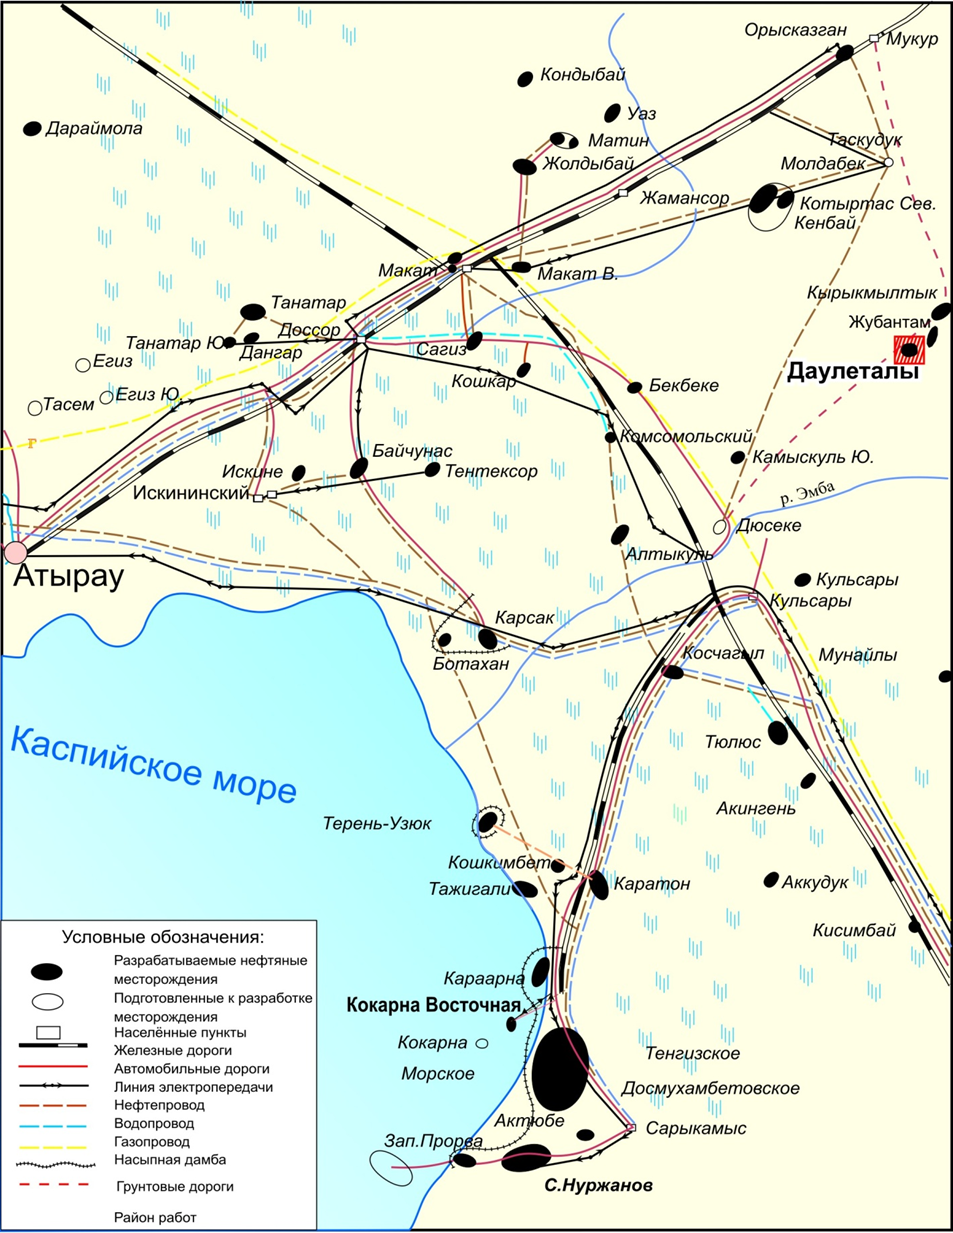 Орысказган
Мукур
Кондыбай
Уаз
Дараймола
Матин
Таскудук
Жолдыбай
Молдабек
Жамансор
Котыртас Сев.
Кенбай
Макат
Макат В.
Кырыкмылтык
Танатар
Жубантам
Доссор
Танатар Ю.
Дангар
Сагиз
Егиз
Даулеталы
Кошкар
Бекбеке
Егиз Ю.
Тасем
Комсомольский
г
Байчунас
Камыскуль Ю.
Искине
Тентексор
Искининский
р. Эмба
Дюсеке
Алтыкуль
Атырау
Кульсары
Кульсары
Карсак
Косчагыл
Мунайлы
Ботахан
Каспийское море
Тюлюс
Акингень
Терень-Узюк
Кошкимбет
Тажигали
Каратон
Аккудук
Кисимбай
Караарна
Кокарна Восточная
Кокарна
Морское
Тенгизское
Досмухамбетовское
Актюбе
Сарыкамыс
Зап.Прорва
С.Нуржанов
Условные обозначения:
Разрабатываемые нефтяные
месторождения
Подготовленные к разработке
месторождения
Населённые пункты
Железные дороги
Автомобильные дороги
Линия электропередачи
Нефтепровод
Водопровод
Газопровод
Насыпная дамба
Грунтовые дороги
Район работ